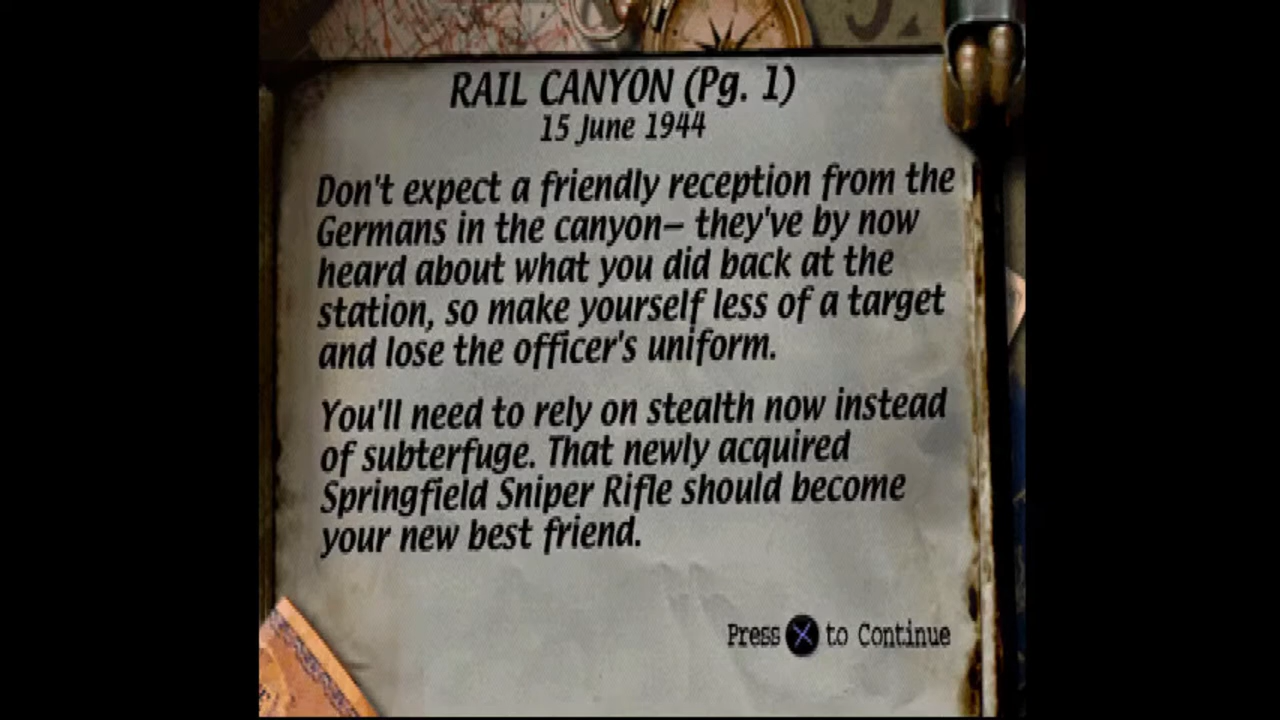 RAIL CANYON (Pg. 1)
15 June 1944
Don't expect a friendly reception from the
Germans in the canyon– they've by now
heard about what you did back at the
station, so make yourself less of a target
and lose the officer's uniform.
You'll need to rely on stealth now instead
of subterfuge. That newly acquired
Springfield Sniper Rifle should become
your new best friend.
Press X to Continue